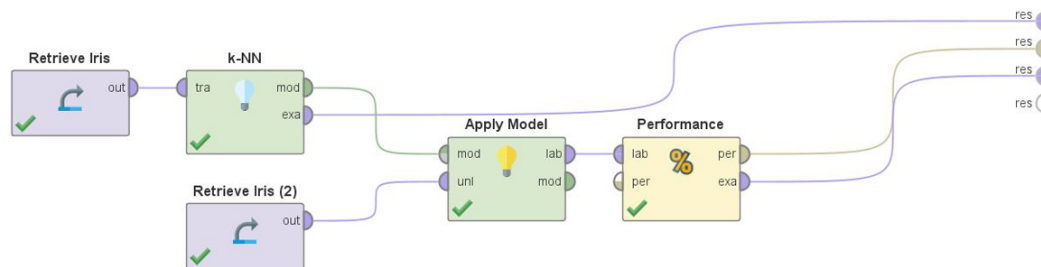 res
res
res
res
Retrieve Iris
out
k-NN
tra
mod
exa
Apply Model
mod
unl
lab
mod
Performance
lab
per
%
per
exa
Retrieve Iris (2)
out